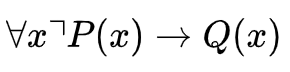 ∀x¬P(x) → Q(x)